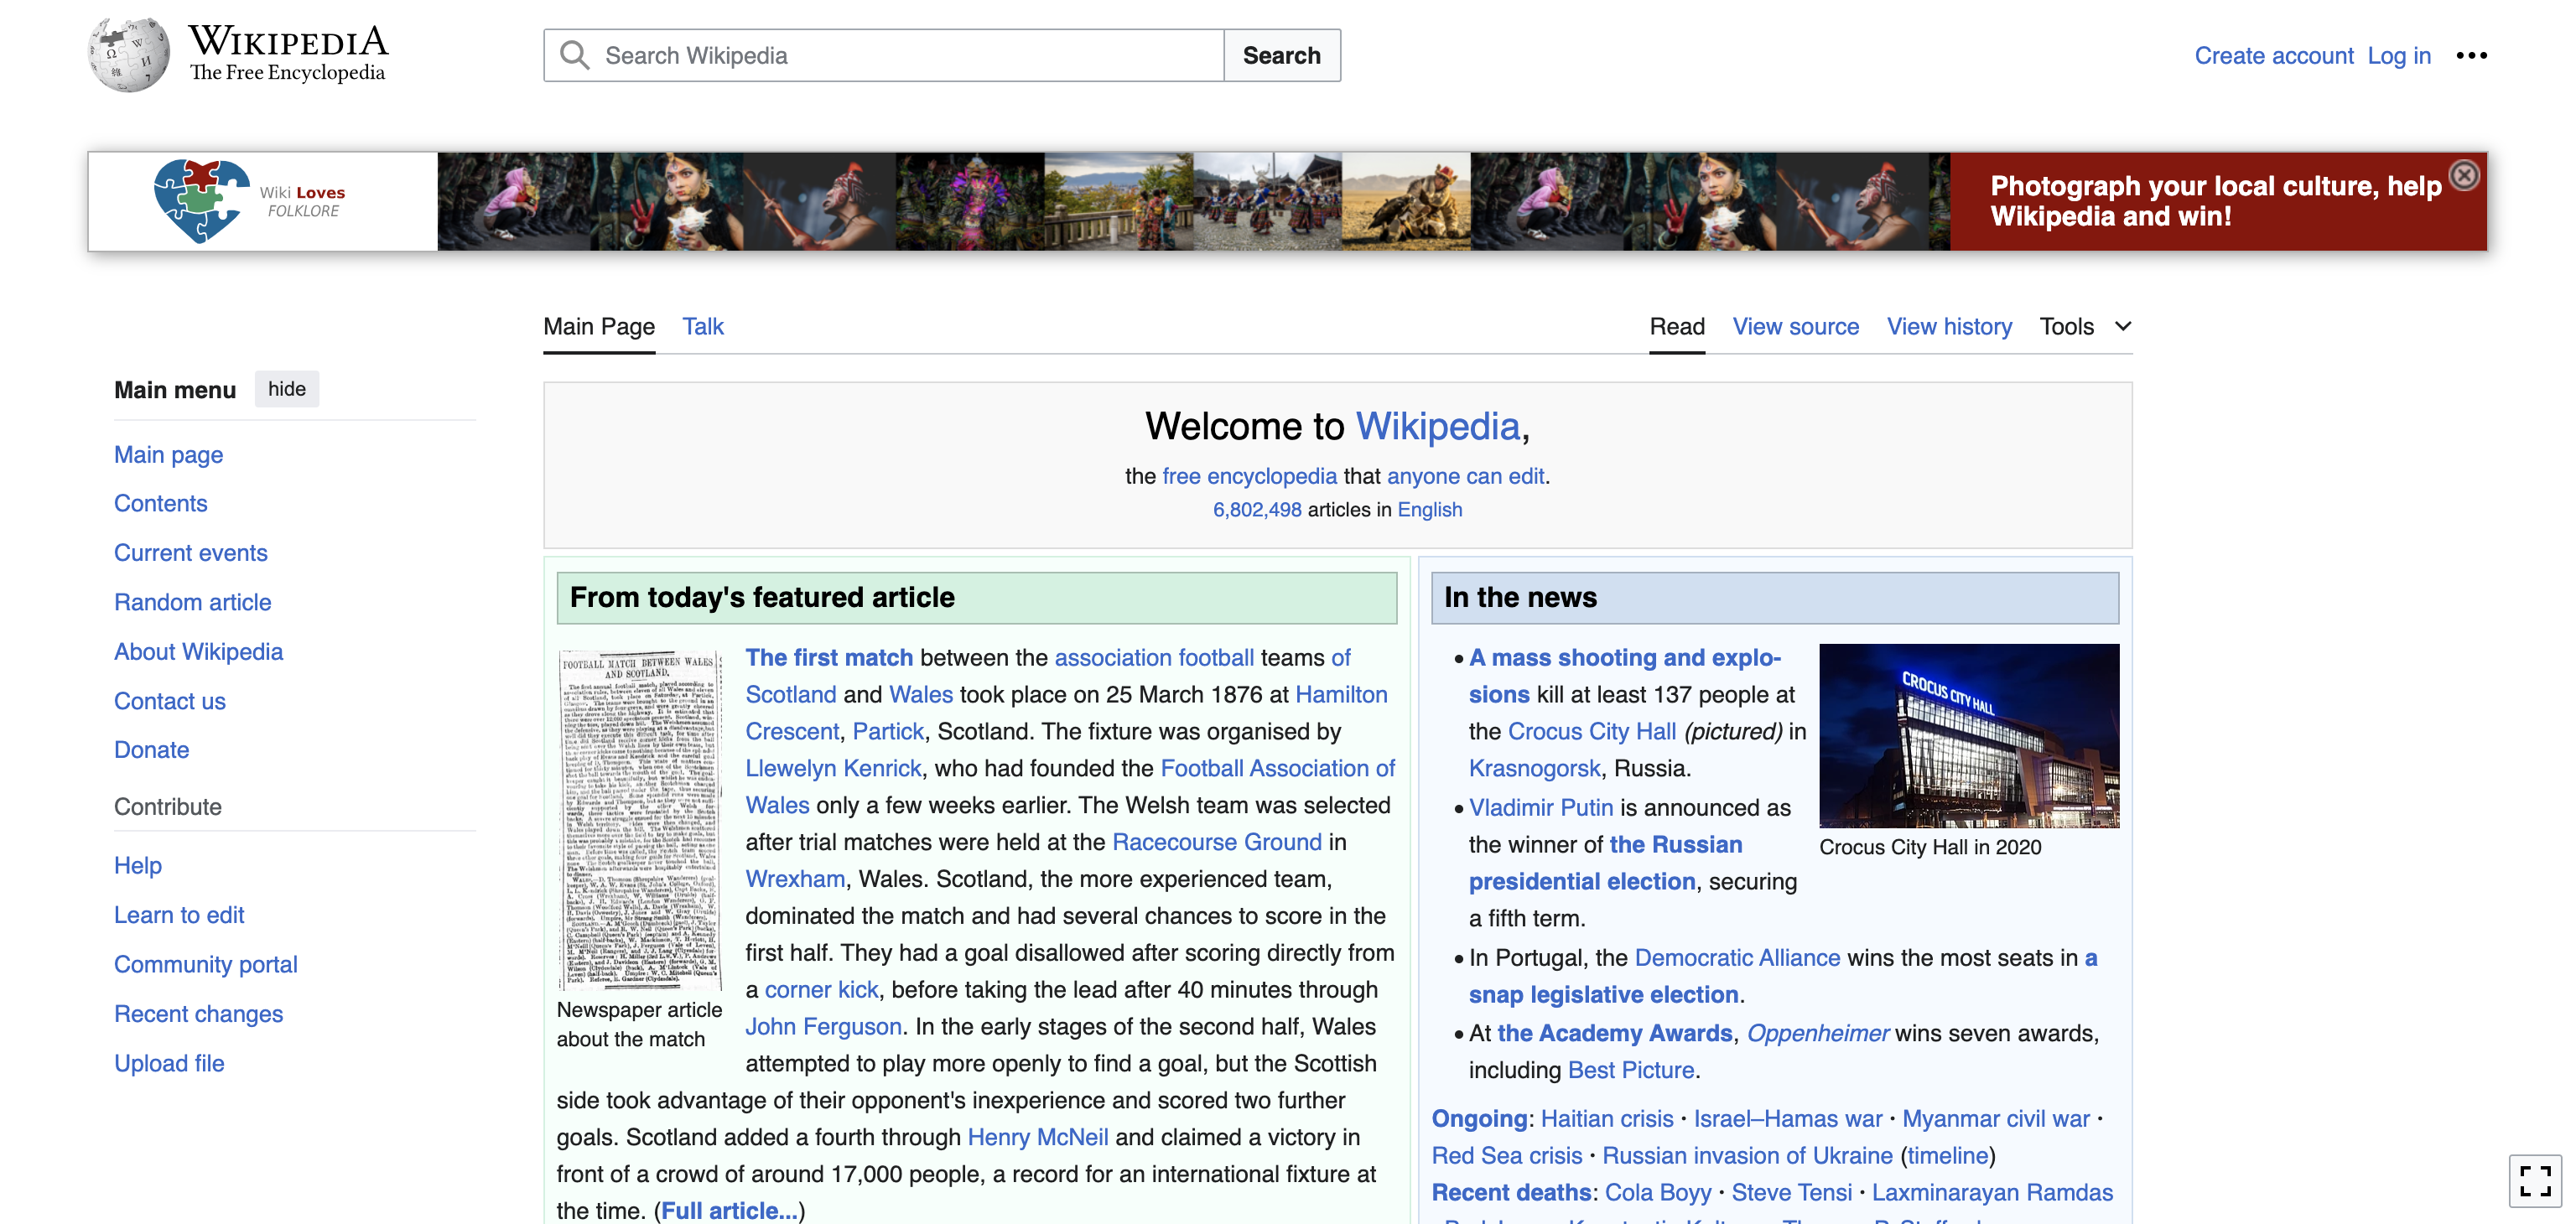 WIKIPEDIA
The Free Encyclopedia
Search Wikipedia
Search
Create account Log in
Wiki Loves
FOLKLORE
Photograph your local culture, help
Wikipedia and win!
Main Page Talk
Read View source View history Tools
Main menu hide
Main page
Contents
Current events
Random article
About Wikipedia
Contact us
Donate
Contribute
Help
Learn to edit
Community portal
Recent changes
Upload file
Welcome to Wikipedia,
the free encyclopedia that anyone can edit.
6,802,498 articles in English
From today's featured article
FOOTBALL MATCH BETWEEN WALES
AND SCOTLAND.
Newspaper article
about the match
The first match between the association football teams of
Scotland and Wales took place on 25 March 1876 at Hamilton
Crescent, Partick, Scotland. The fixture was organised by
Llewelyn Kenrick, who had founded the Football Association of
Wales only a few weeks earlier. The Welsh team was selected
after trial matches were held at the Racecourse Ground in
Wrexham, Wales. Scotland, the more experienced team,
dominated the match and had several chances to score in the
first half. They had a goal disallowed after scoring directly from
a corner kick, before taking the lead after 40 minutes through
John Ferguson. In the early stages of the second half, Wales
attempted to play more openly to find a goal, but the Scottish
side took advantage of their opponent's inexperience and scored two further
goals. Scotland added a fourth through Henry McNeil and claimed a victory in
front of a crowd of around 17,000 people, a record for an international fixture at
the time. (Full article...)
In the news
CROCUS CITY HALL
Crocus City Hall in 2020
• A mass shooting and explo-
sions kill at least 137 people at
the Crocus City Hall (pictured) in
Krasnogorsk, Russia.
• Vladimir Putin is announced as
the winner of the Russian
presidential election, securing
a fifth term.
• In Portugal, the Democratic Alliance wins the most seats in a
snap legislative election.
• At the Academy Awards, Oppenheimer wins seven awards,
including Best Picture.
Ongoing: Haitian crisis · Israel–Hamas war · Myanmar civil war ·
Red Sea crisis · Russian invasion of Ukraine (timeline)
Recent deaths: Cola Boyy · Steve Tensi · Laxminarayan Ramdas